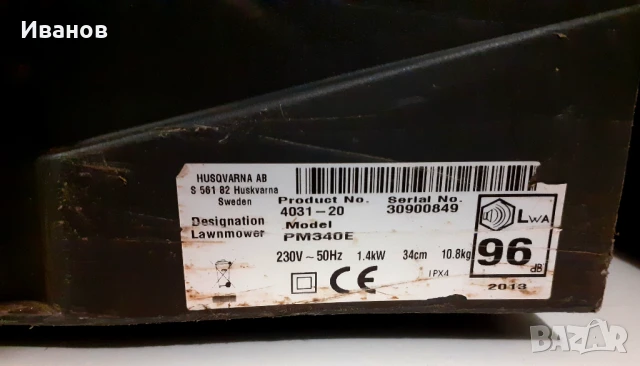 Иванов
HUSQVARNA AB
S 561 82 Huskvarna
Sweden
Product No. Serial No.
4031-20 30900849
Designation Model
Lawnmower PM340E
230V ~ 50Hz 1.4kW 34cm 10.8kg
IPX4
CE
LWA
96
dB
2013
BAZAR